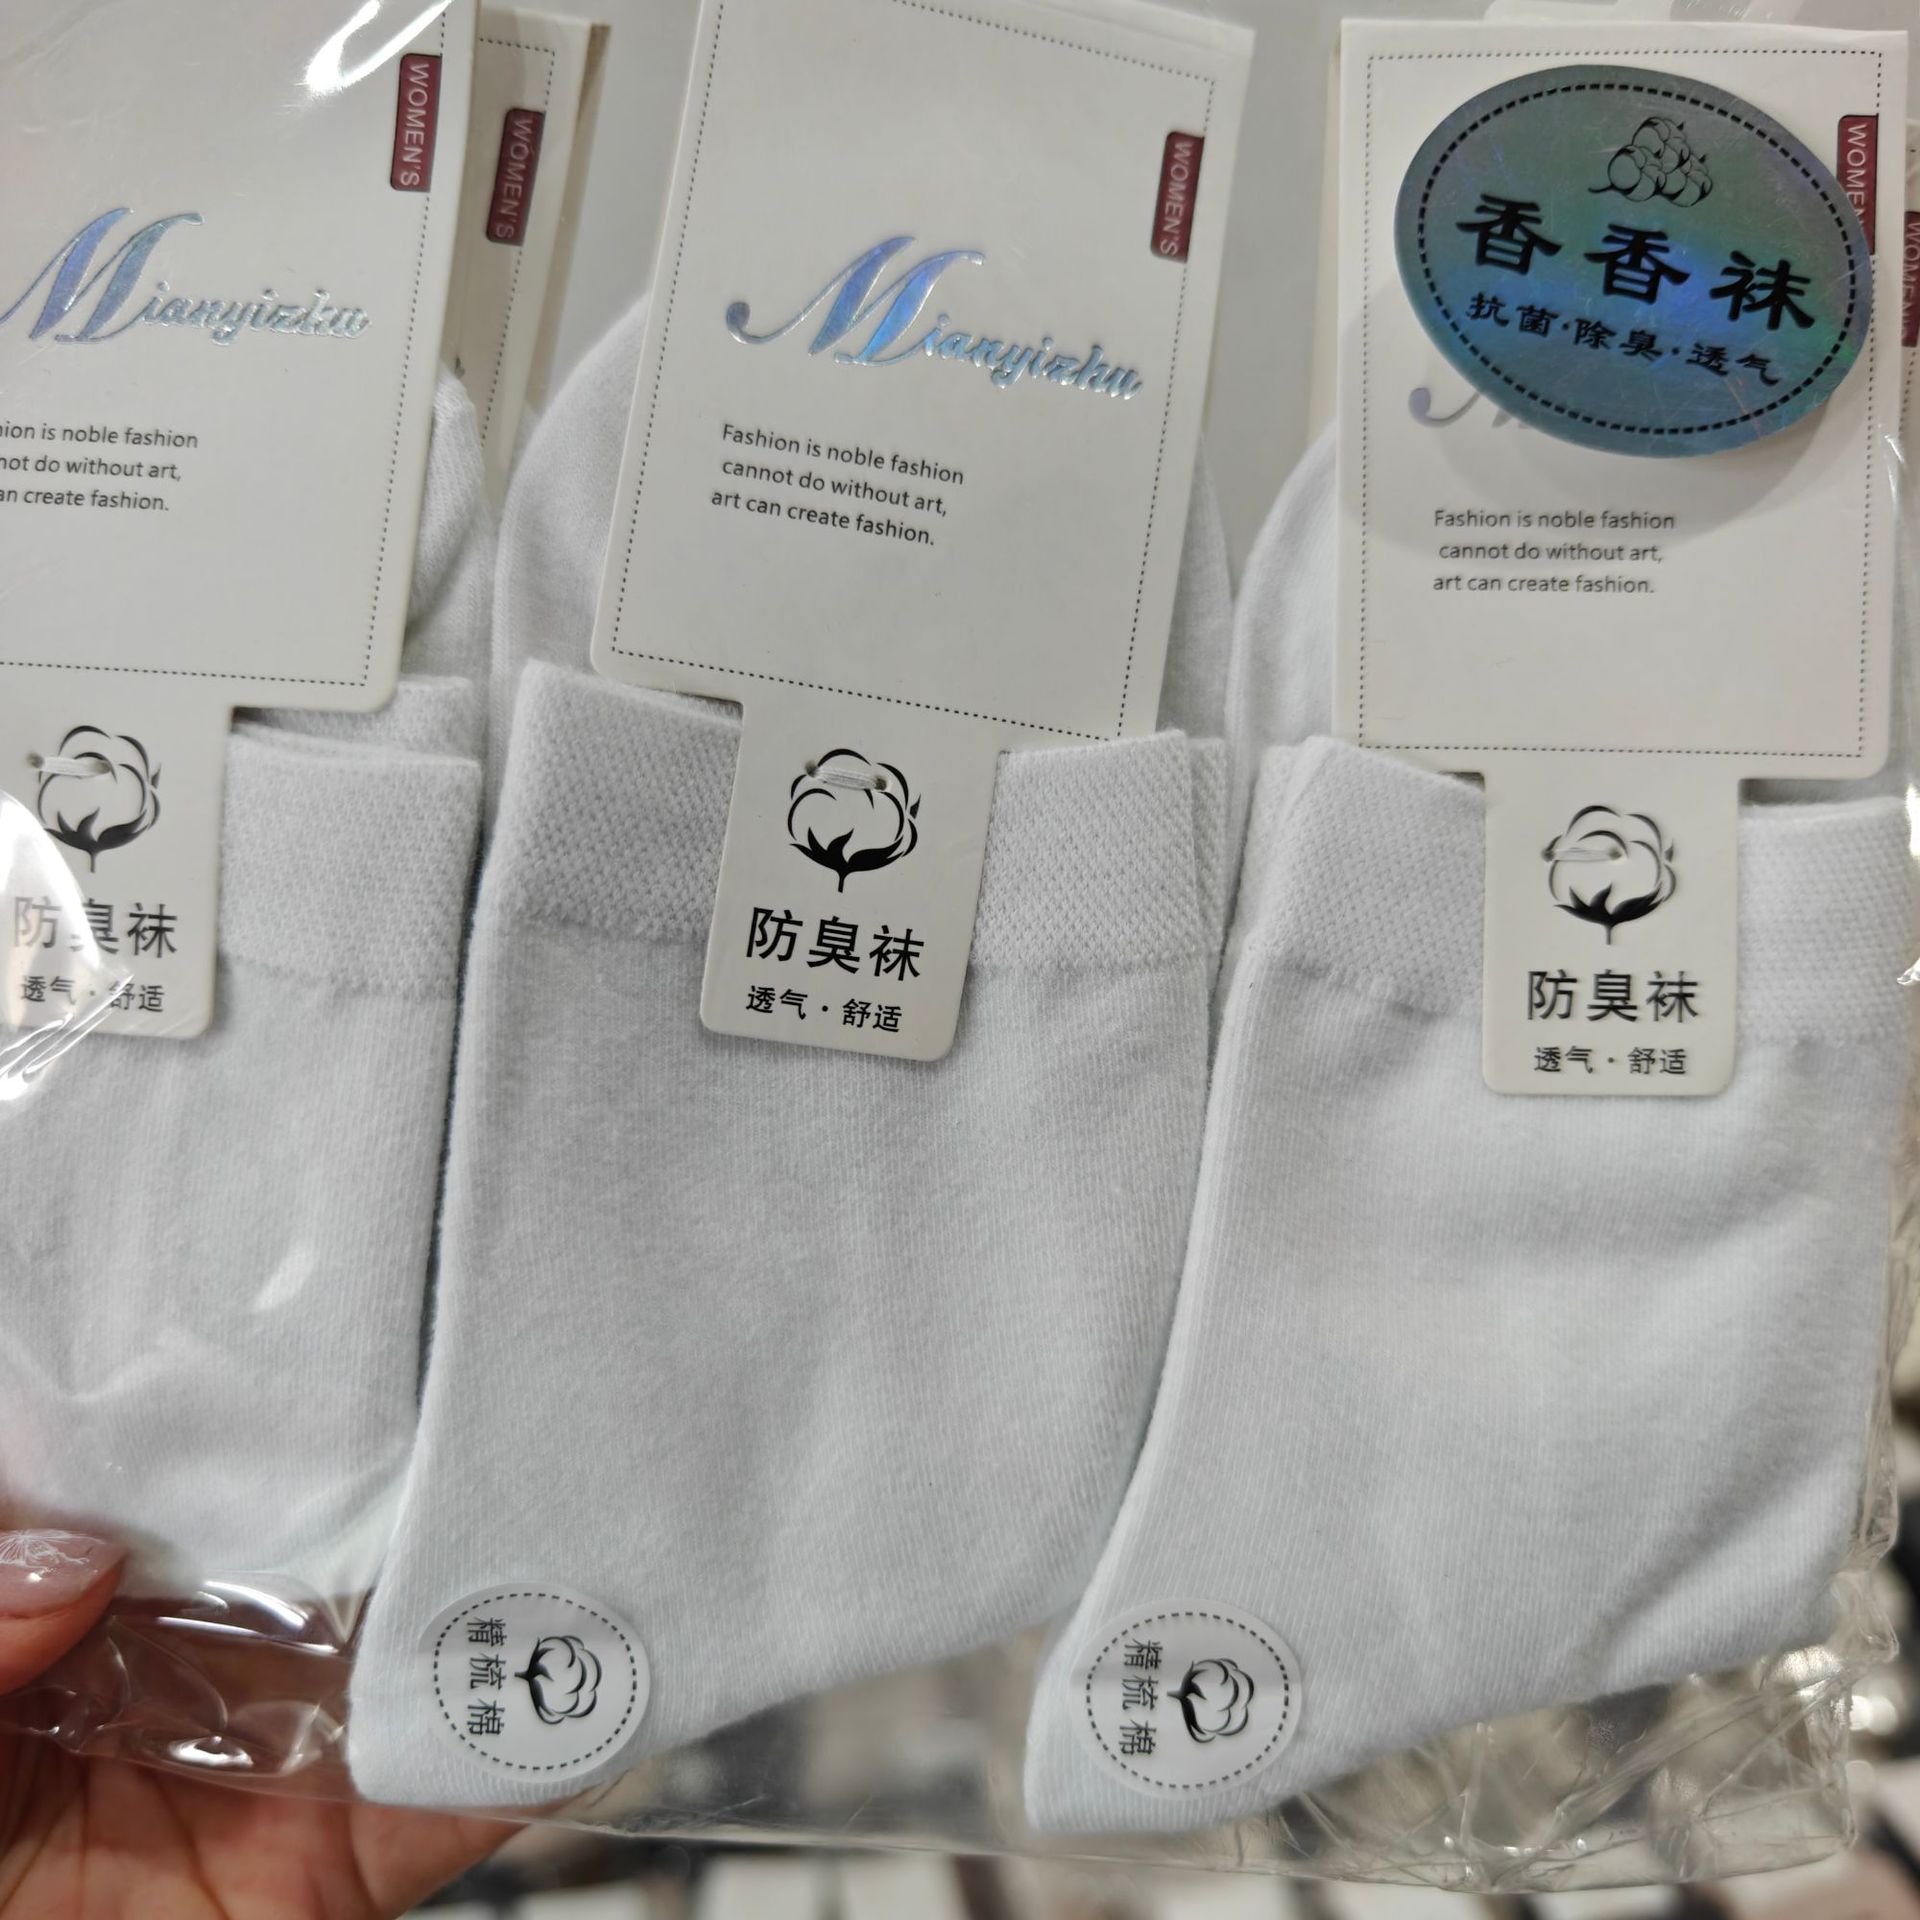 WOMEN'S
Mianyizhu
ion is noble fashion
not do without art,
an create fashion.
防臭袜
透气·舒适
WOMEN'S
WOMEN'S
Mianyizhu
Fashion is noble fashion
cannot do without art,
art can create fashion.
防臭袜
透气·舒适
精梳棉
WOMEN'S
香香袜
抗菌·除臭·透气
Fashion is noble fashion
cannot do without art,
art can create fashion.
防臭袜
透气·舒适
精梳棉